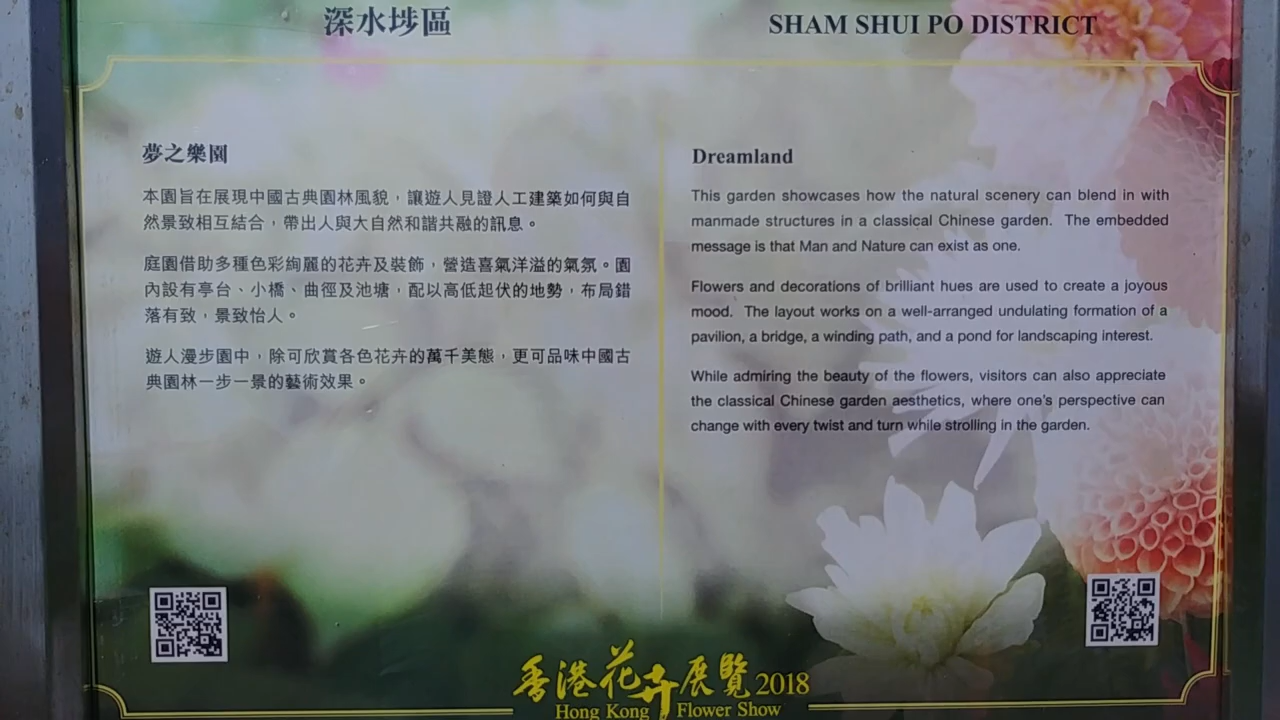 深水埗區
SHAM SHUI PO DISTRICT
夢之樂園
本園旨在展現中國古典園林風貌，讓遊人見證人工建築如何與自
然景致相互結合，帶出人與大自然和諧共融的訊息。
庭園借助多種色彩絢麗的花卉及裝飾，營造喜氣洋溢的氣氛。園
內設有亭台、小橋、曲徑及池塘，配以高低起伏的地勢，布局錯
落有致，景致怡人。
遊人漫步園中，除可欣賞各色花卉的萬千美態，更可品味中國古
典園林一步一景的藝術效果。
Dreamland
This garden showcases how the natural scenery can blend in with
manmade structures in a classical Chinese garden. The embedded
message is that Man and Nature can exist as one.
Flowers and decorations of brilliant hues are used to create a joyous
mood. The layout works on a well-arranged undulating formation of a
pavilion, a bridge, a winding path, and a pond for landscaping interest.
While admiring the beauty of the flowers, visitors can also appreciate
the classical Chinese garden aesthetics, where one's perspective can
change with every twist and turn while strolling in the garden.
香港花卉展覽2018
Hong Kong Flower Show